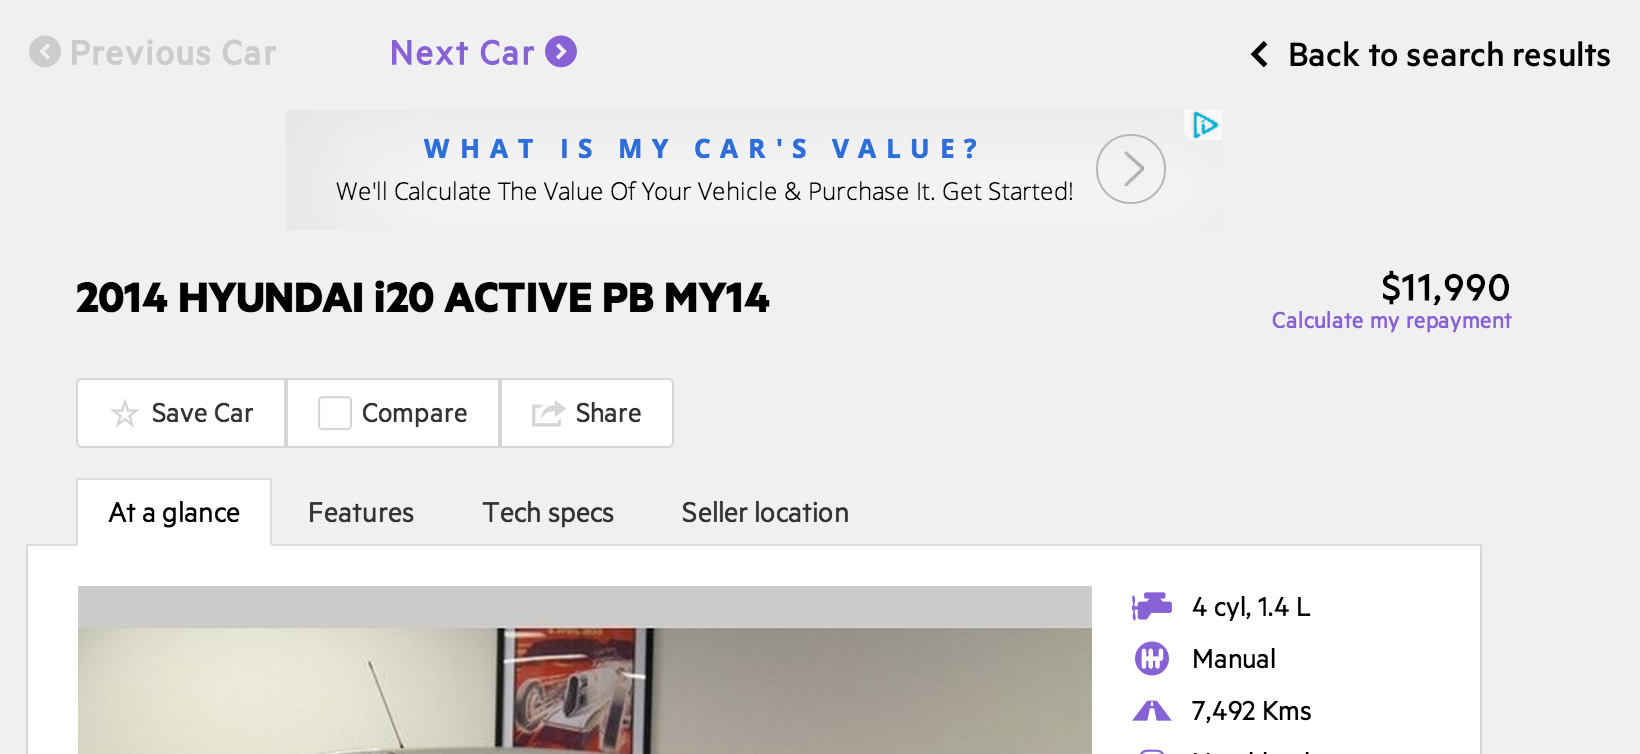 Previous Car
Next Car
Back to search results
WHAT IS MY CAR'S VALUE?
We'll Calculate The Value Of Your Vehicle & Purchase It. Get Started!
2014 HYUNDAI i20 ACTIVE PB MY14
$11,990
Calculate my repayment
Save Car
Compare
Share
At a glance
Features
Tech specs
Seller location
4 cyl, 1.4 L
Manual
7,492 Kms